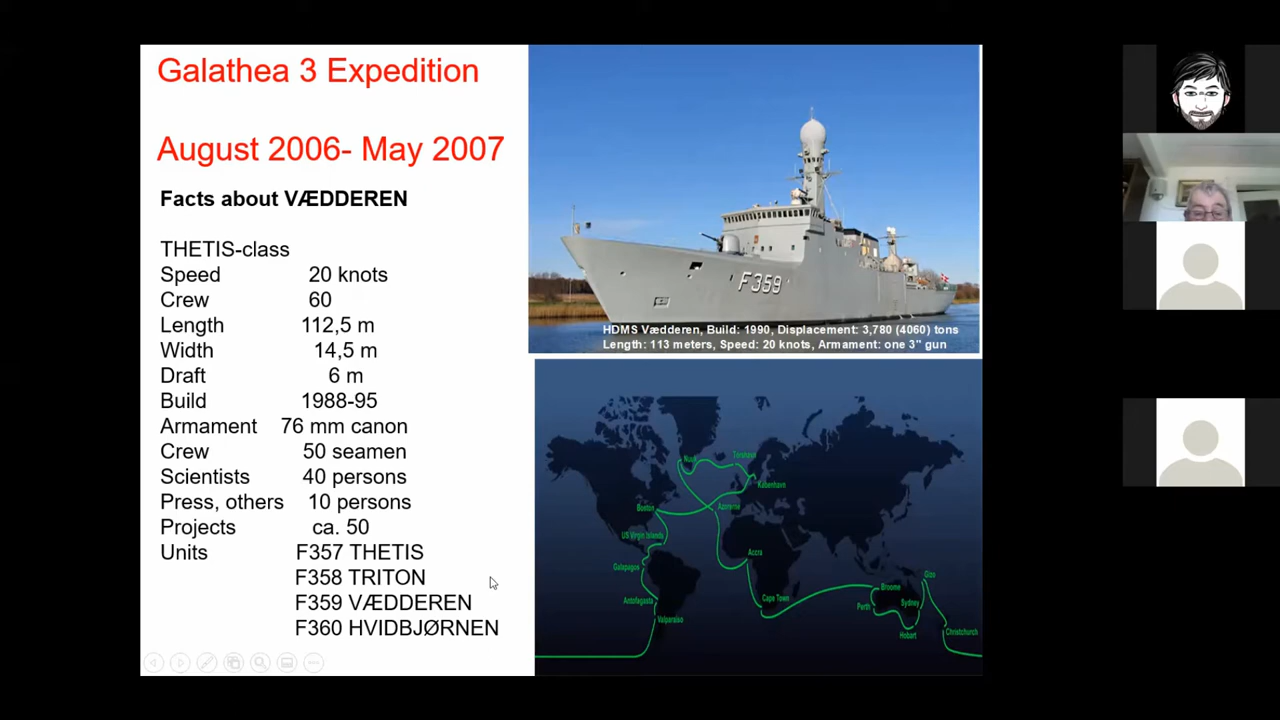 Galathea 3 Expedition
August 2006- May 2007
Facts about VÆDDEREN
THETIS-class
Speed 20 knots
Crew 60
Length 112,5 m
Width 14,5 m
Draft 6 m
Build 1988-95
Armament 76 mm canon
Crew 50 seamen
Scientists 40 persons
Press, others 10 persons
Projects ca. 50
Units F357 THETIS
F358 TRITON
F359 VÆDDEREN
F360 HVIDBJØRNEN
F359
HDMS Vædderen, Build: 1990, Displacement: 3,780 (4060) tons
Length: 113 meters, Speed: 20 knots, Armament: one 3" gun
Nuuk
Torshavn
København
Boston
Azorerne
US Virgin Islands
Accra
Galapagos
Gizo
Broome
Antofagasta
Cape Town
Perth
Sydney
Valparaiso
Hobart
Christchurch